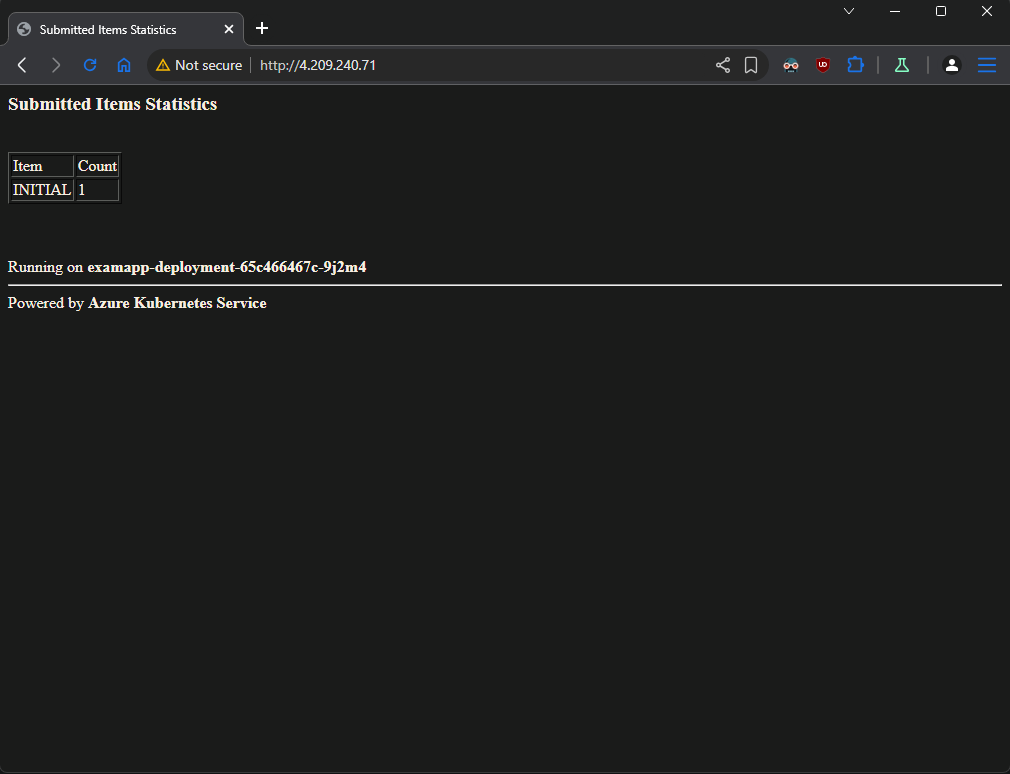 Submitted Items Statistics
Not secure
http://4.209.240.71
Submitted Items Statistics
Item Count
INITIAL 1
Running on examapp-deployment-65c466467c-9j2m4
Powered by Azure Kubernetes Service